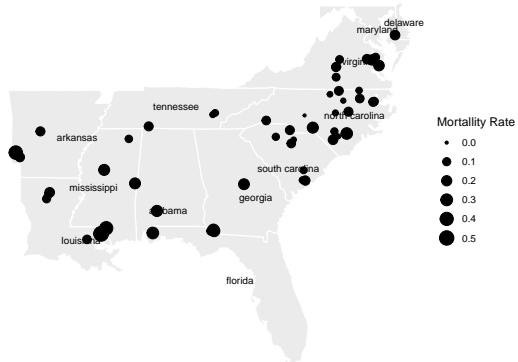 delaware
maryland
virginia
tennessee
north carolina
arkansas
south carolina
mississippi
georgia
alabama
louisiana
florida
Mortallity Rate
0.0
0.1
0.2
0.3
0.4
0.5